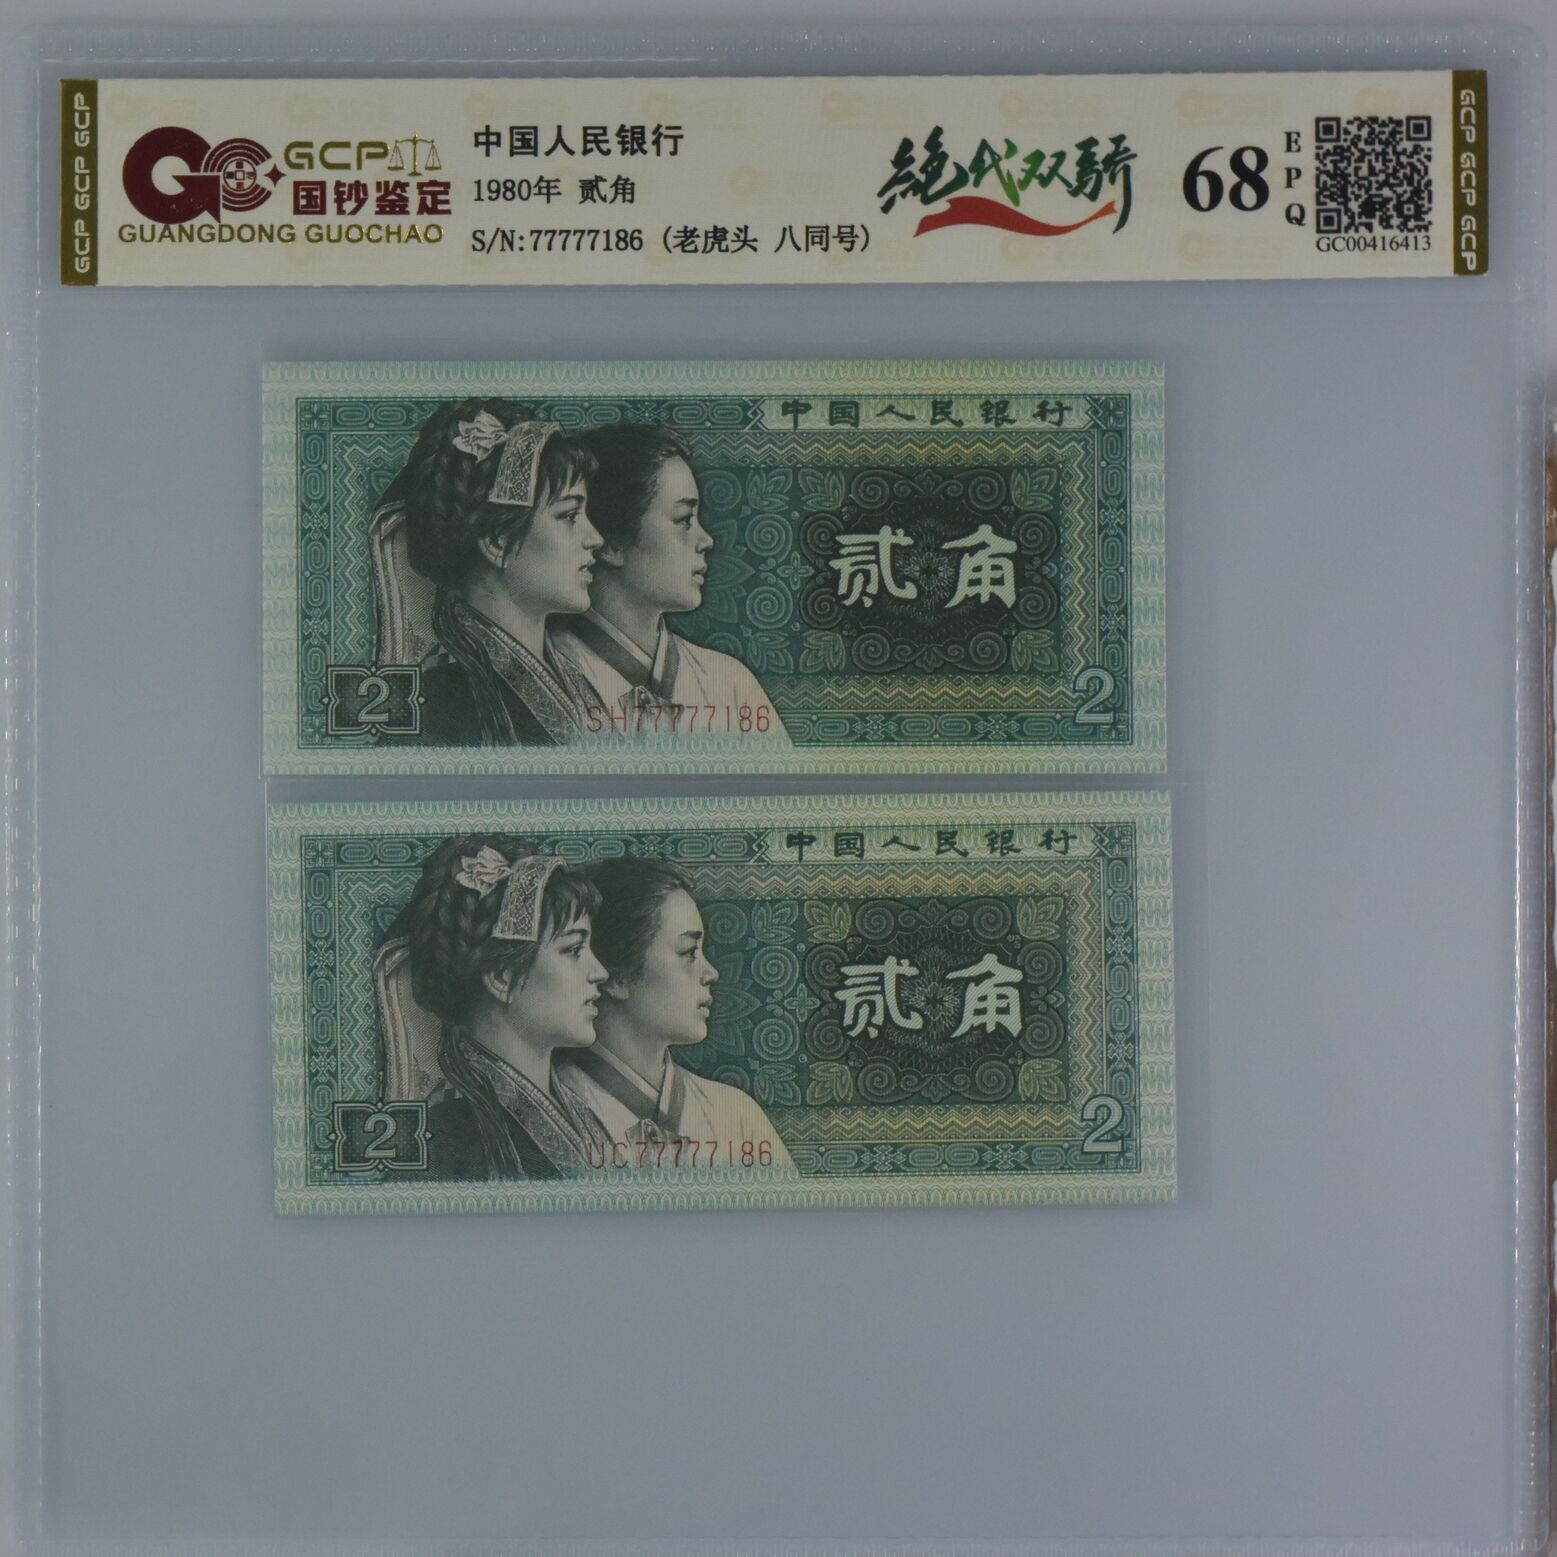 GCP GCP GCP
GCP
国钞鉴定
GUANGDONG GUOCHAO
中国人民银行
1980年 贰角
S/N:77777186 (老虎头 八同号)
絕代双骄
68
EPQ
GC00416413
GCP GCP GCP
中国人民银行
贰角
2
2
SH77777186
中国人民银行
贰角
2
2
UC77777186